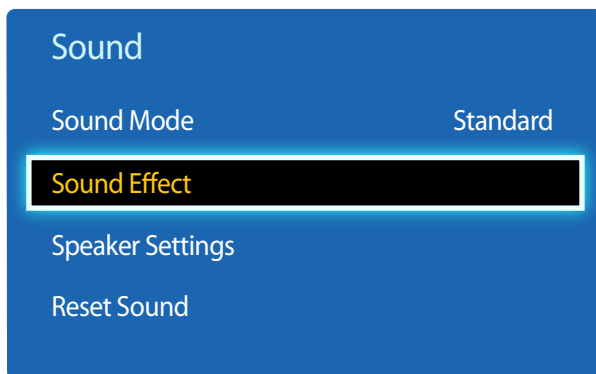 Sound
Sound Mode Standard
Sound Effect
Speaker Settings
Reset Sound